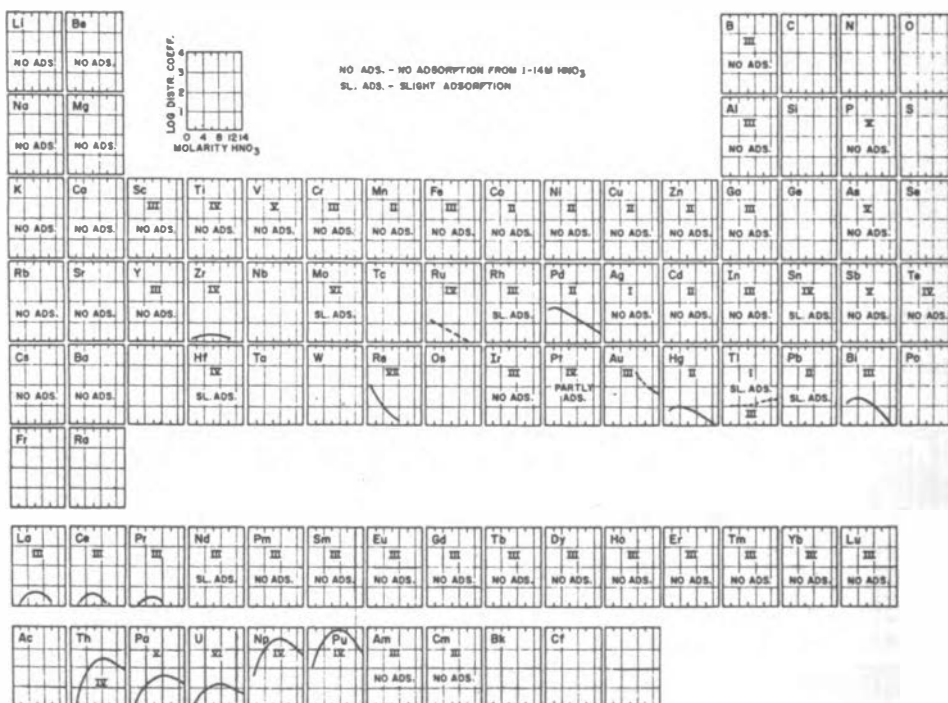 Li Be B C N O
III
NO ADS. NO ADS. NO ADS.
LOG DISTR. COEFF.
4
3
2
1
0 4 8 12 14
MOLARITY HNO3
NO ADS. - NO ADSORPTION FROM 1-14M HNO3
SL. ADS. - SLIGHT ADSORPTION
Na Mg Al Si P S
III V
NO ADS. NO ADS. NO ADS. NO ADS.
K Ca Sc Ti V Cr Mn Fe Co Ni Cu Zn Ga Ge As Se
III IV V III II III II II II II III V
NO ADS. NO ADS. NO ADS. NO ADS. NO ADS. NO ADS. NO ADS. NO ADS. NO ADS. NO ADS. NO ADS. NO ADS. NO ADS. NO ADS.
Rb Sr Y Zr Nb Mo Tc Ru Rh Pd Ag Cd In Sn Sb Te
III IV VI IV III II I II III IV V IV
NO ADS. NO ADS. NO ADS. SL. ADS. SL. ADS. NO ADS. NO ADS. NO ADS. SL. ADS. NO ADS. NO ADS.
Cs Ba Hf Ta W Re Os Ir Pt Au Hg Tl Pb Bi Po
IV VII III IV III II I II III
NO ADS. NO ADS. SL. ADS. NO ADS. PARTLY ADS. SL. ADS. SL. ADS.
III
Fr Ra
La Ce Pr Nd Pm Sm Eu Gd Tb Dy Ho Er Tm Yb Lu
III III III III III III III III III III III III III III III
SL. ADS. NO ADS. NO ADS. NO ADS. NO ADS. NO ADS. NO ADS. NO ADS. NO ADS. NO ADS. NO ADS. NO ADS.
Ac Th Pa U Np Pu Am Cm Bk Cf
IV V VI IV IV III III
NO ADS. NO ADS.